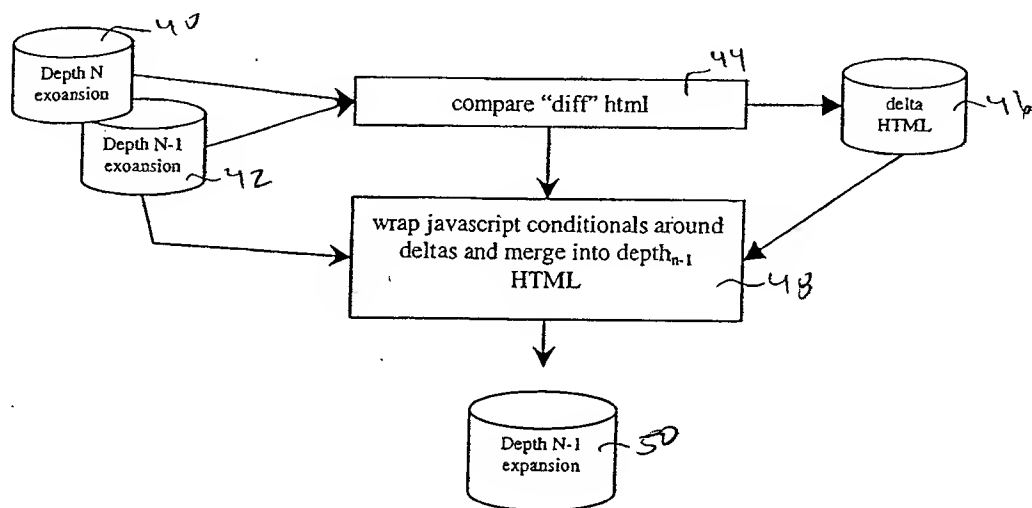 40
Depth N
exoansion
Depth N-1
exoansion
42
44
compare "diff" html
delta
HTML
46
wrap javascript conditionals around
deltas and merge into depthn-1
HTML
48
Depth N-1
expansion
50